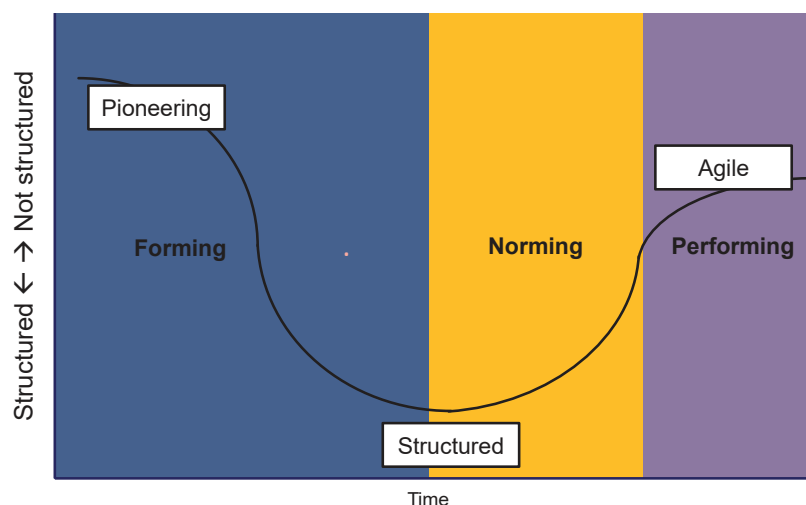 Structured ← → Not structured
Pioneering
Agile
Forming
Norming
Performing
Structured
Time